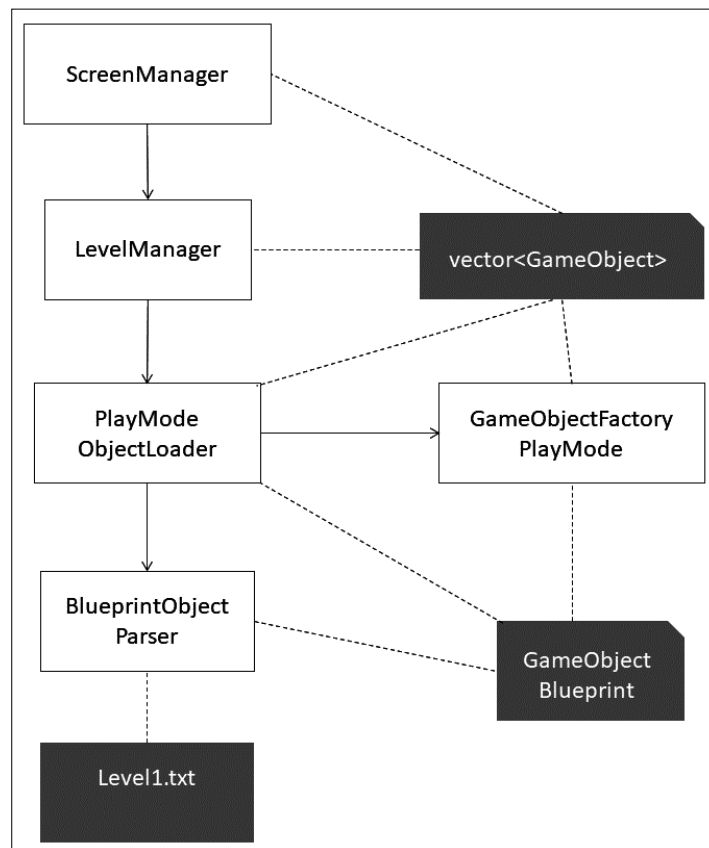 ScreenManager
LevelManager
vector<GameObject>
PlayMode
ObjectLoader
GameObjectFactory
PlayMode
BlueprintObject
Parser
GameObject
Blueprint
Level1.txt